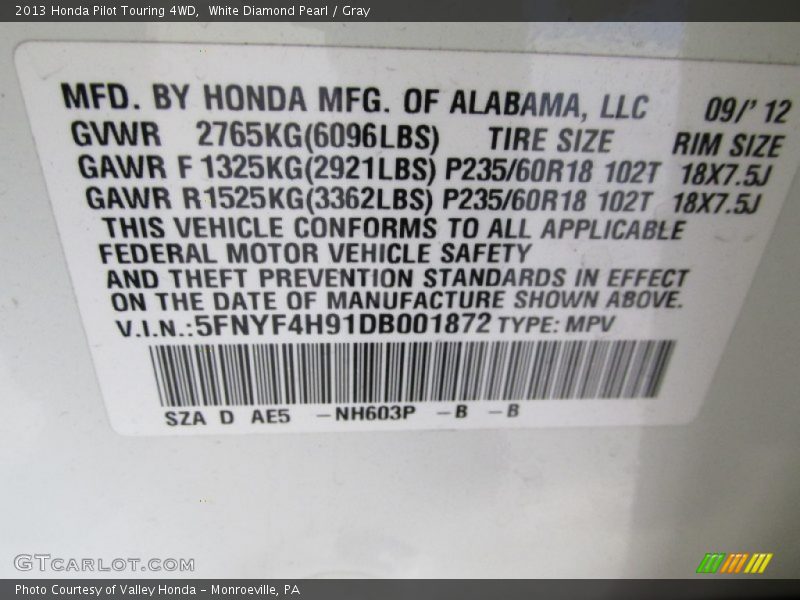 2013 Honda Pilot Touring 4WD,  White Diamond Pearl / Gray
MFD. BY HONDA MFG. OF ALABAMA, LLC 09/' 12
GVWR 2765KG(6096LBS) TIRE SIZE RIM SIZE
GAWR F 1325KG(2921LBS) P235/60R18 102T 18X7.5J
GAWR R1525KG(3362LBS) P235/60R18 102T 18X7.5J
THIS VEHICLE CONFORMS TO ALL APPLICABLE
FEDERAL MOTOR VEHICLE SAFETY
AND THEFT PREVENTION STANDARDS IN EFFECT
ON THE DATE OF MANUFACTURE SHOWN ABOVE.
V.I.N.:5FNYF4H91DB001872 TYPE: MPV
SZA D AE5 -NH603P -B -B
GTCARLOT.COM
Photo Courtesy of Valley Honda - Monroeville, PA